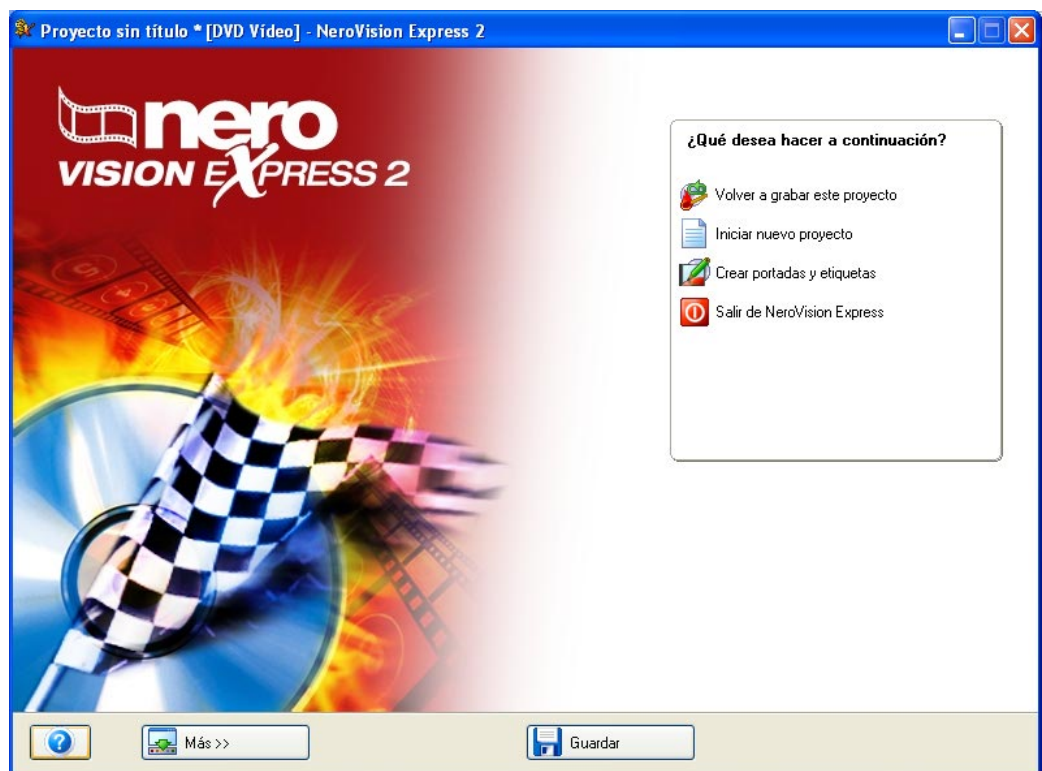 Proyecto sin título * [DVD Vídeo] - NeroVision Express 2
nero
VISION EXPRESS 2
¿Qué desea hacer a continuación?
Volver a grabar este proyecto
Iniciar nuevo proyecto
Crear portadas y etiquetas
Salir de NeroVision Express
Más >>
Guardar